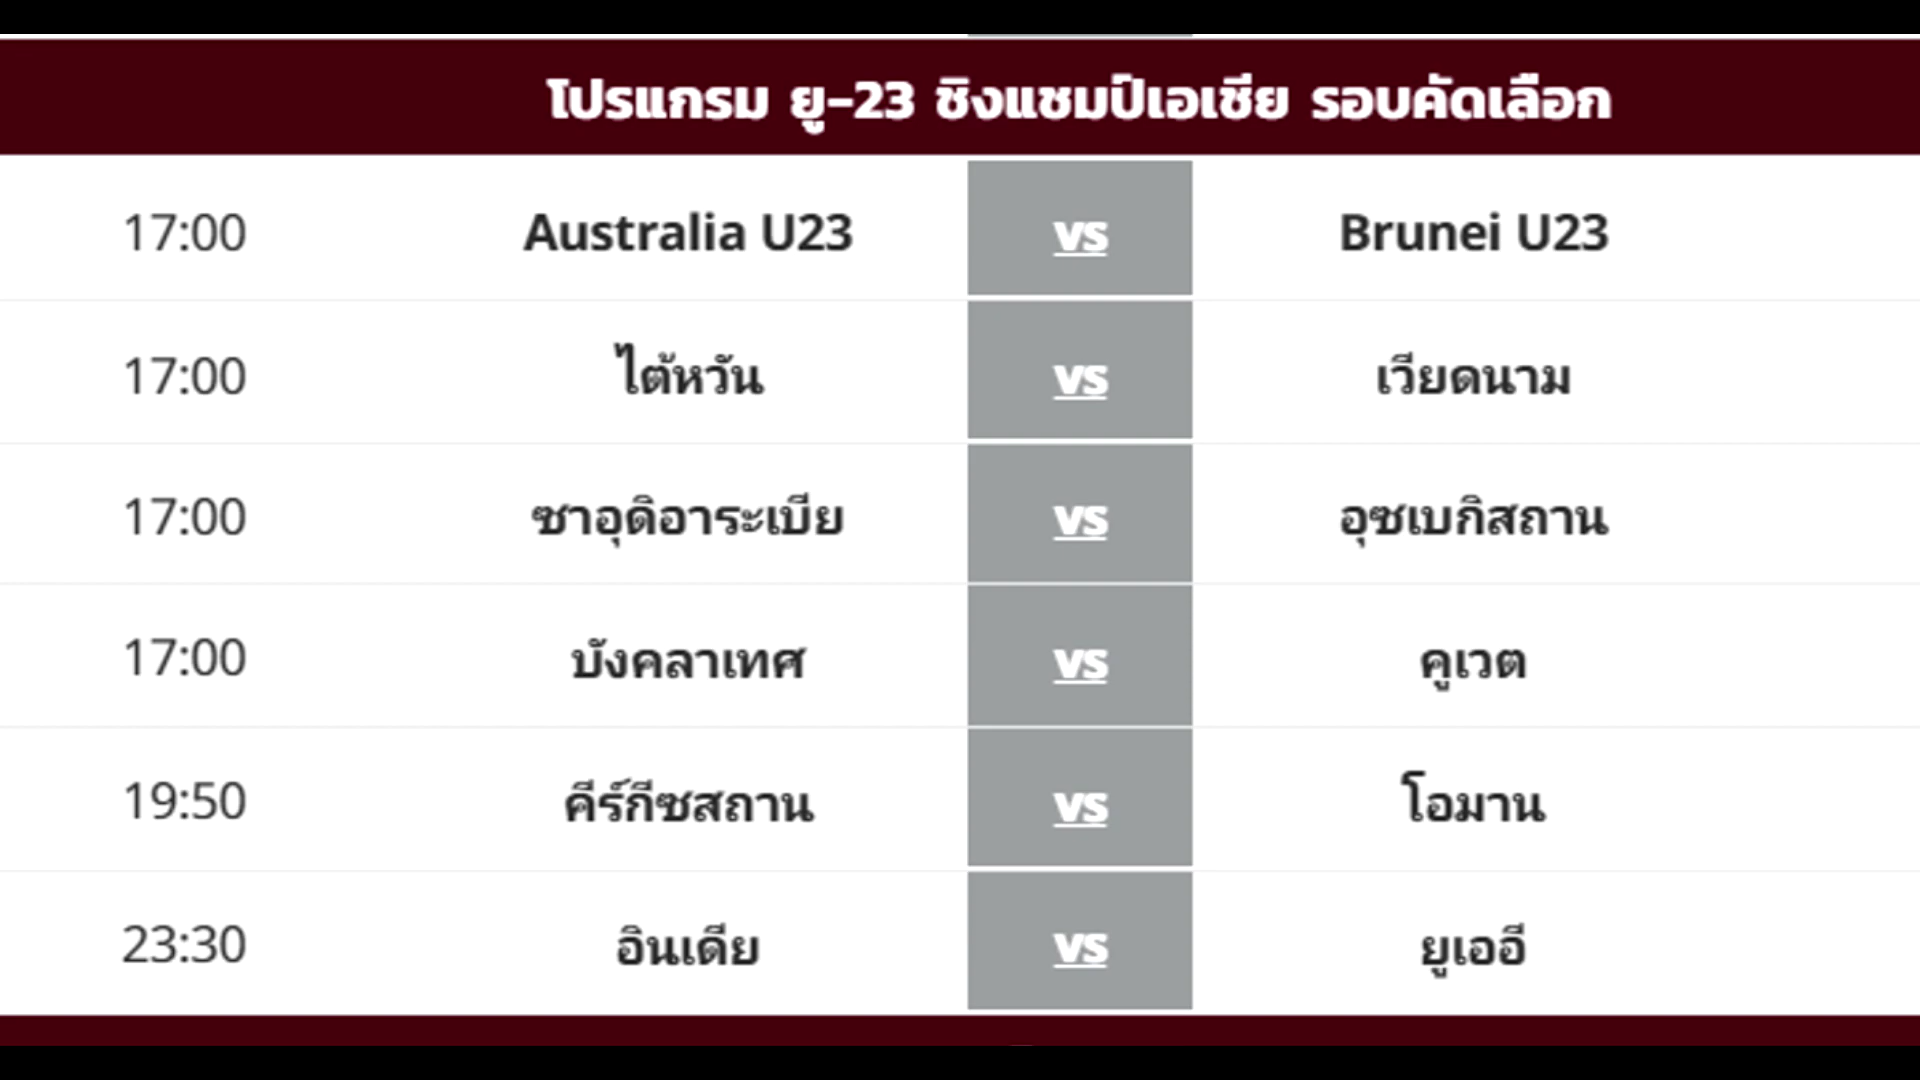 โปรแกรม ยู-23 ชิงแชมป์เอเชีย รอบคัดเลือก
17:00 Australia U23 vs Brunei U23
17:00 ไต้หวัน vs เวียดนาม
17:00 ซาอุดิอาระเบีย vs อุซเบกิสถาน
17:00 บังคลาเทศ vs คูเวต
19:50 คีร์กีซสถาน vs โอมาน
23:30 อินเดีย vs ยูเออี